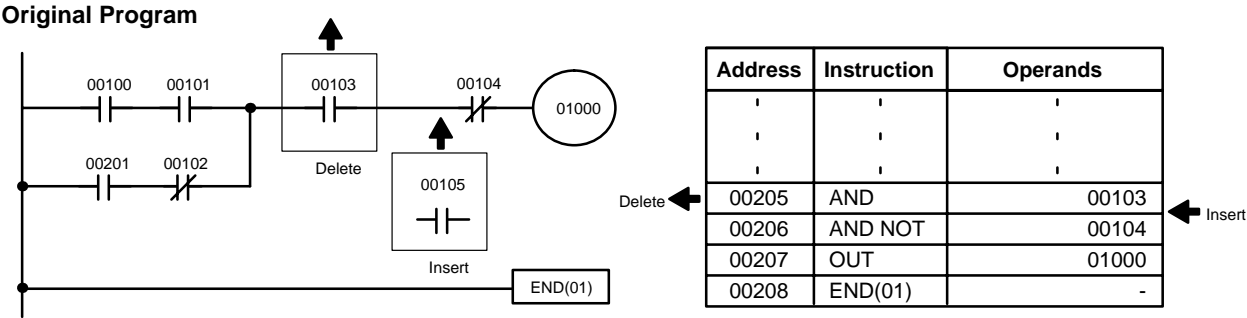 Original Program
00100 00101 00103 00104
01000
00201 00102
Delete
00105
Insert
END(01)
Address Instruction Operands
Delete 00205 AND 00103 Insert
00206 AND NOT 00104
00207 OUT 01000
00208 END(01) -